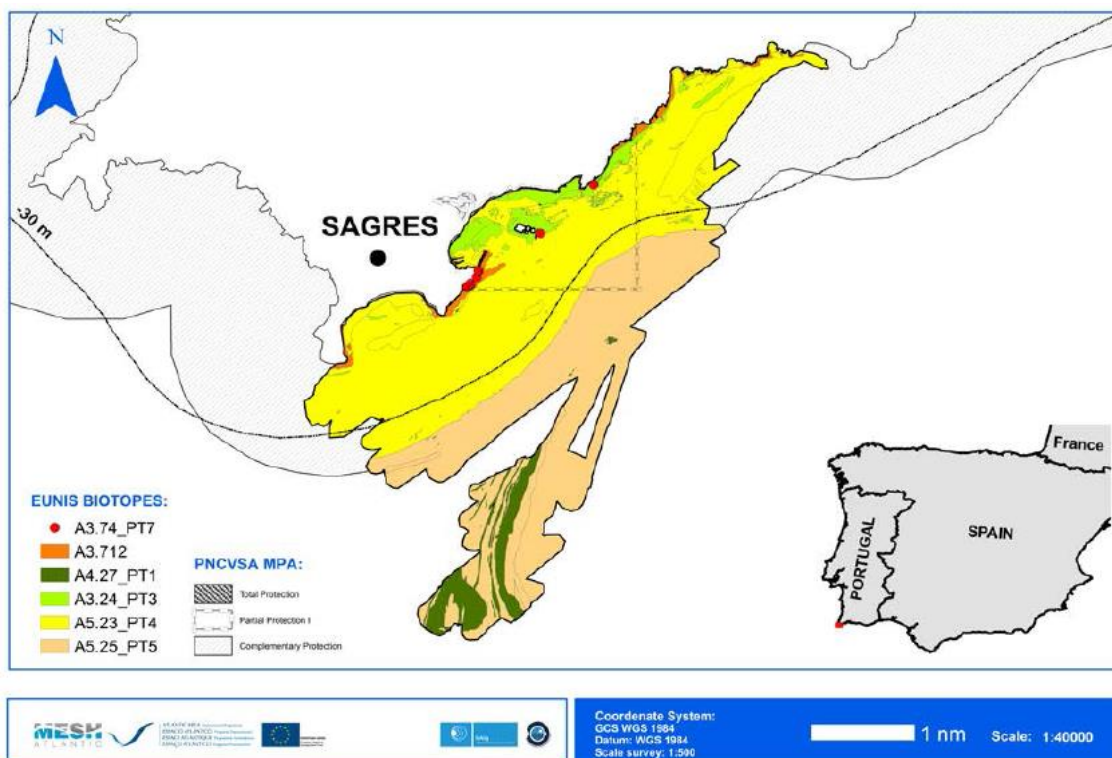 N
-30 m
SAGRES
EUNIS BIOTOPES:
A3.74_PT7
A3.712
A4.27_PT1
A3.24_PT3
A5.23_PT4
A5.25_PT5
PNCVSA MPA:
Total Protection
Partial Protection I
Complementary Protection
France
SPAIN
PORTUGAL
MESH
ATLANTIC
Coordenate System:
GCS WGS 1984
Datum: WGS 1984
Scale survey: 1:500
1 nm
Scale: 1:40000